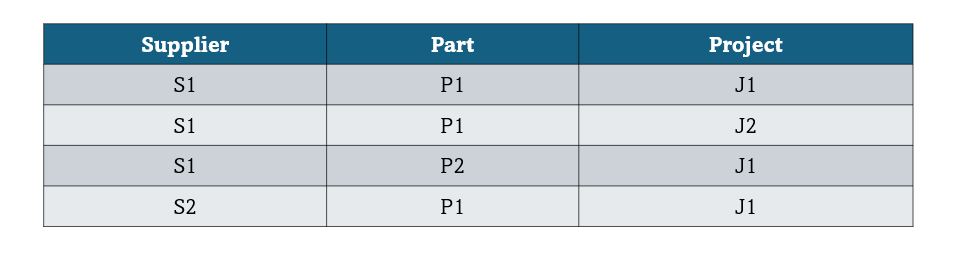 Supplier Part Project
S1 P1 J1
S1 P1 J2
S1 P2 J1
S2 P1 J1